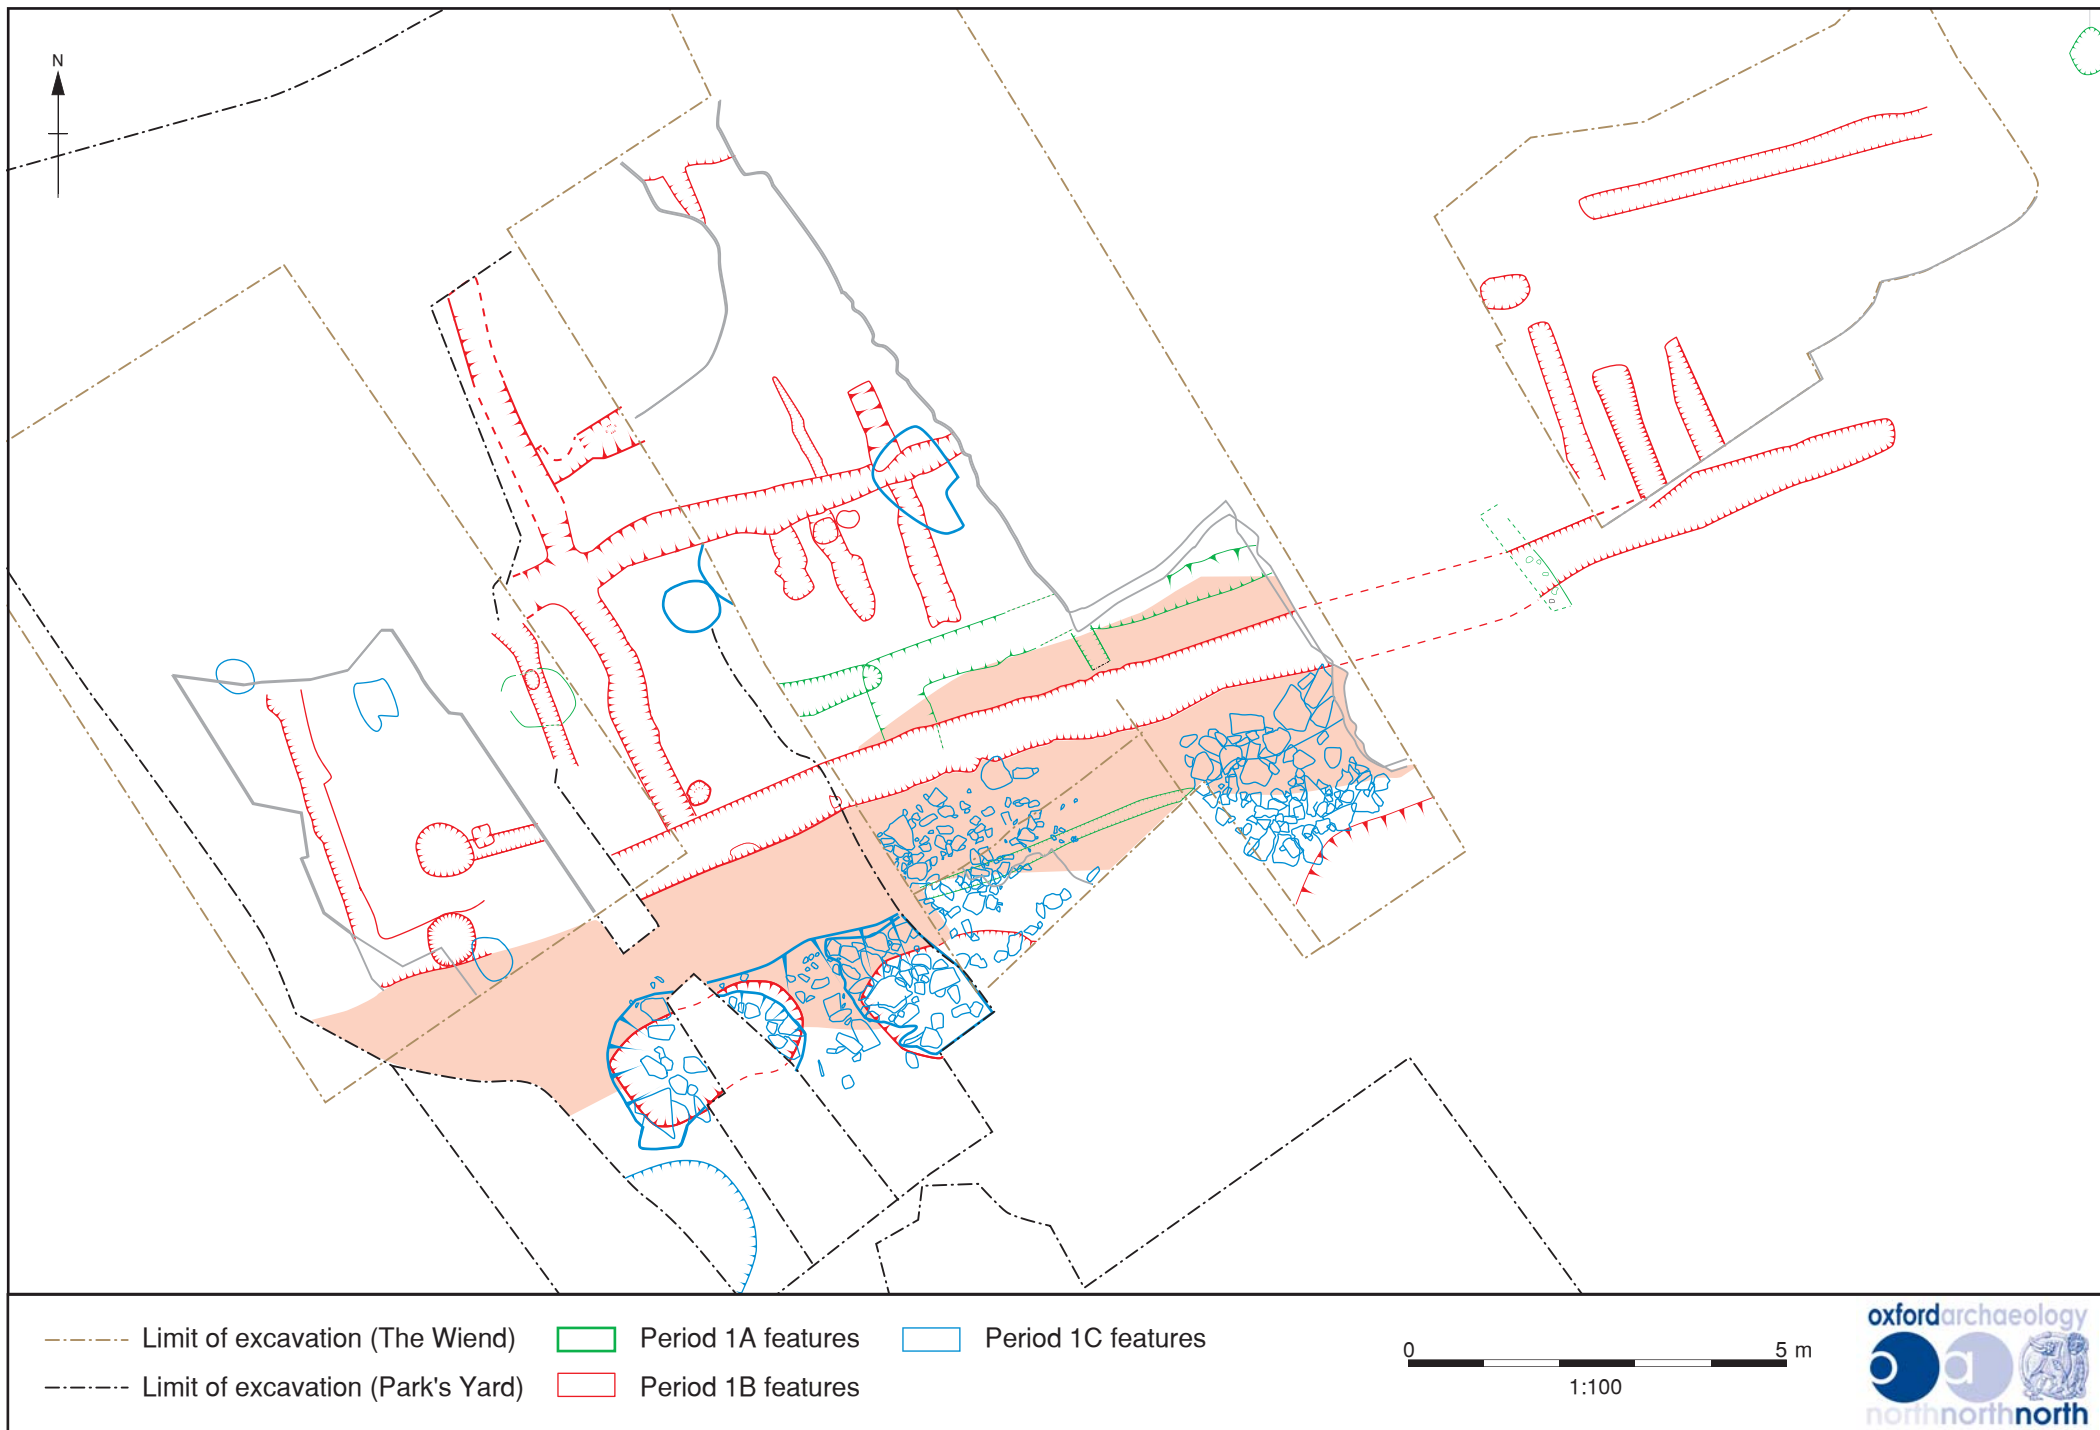 N
Limit of excavation (The Wiend)
Period 1A features
Period 1C features
Limit of excavation (Park's Yard)
Period 1B features
0 5 m
1:100
oxfordarchaeology
oa
northnorthnorth